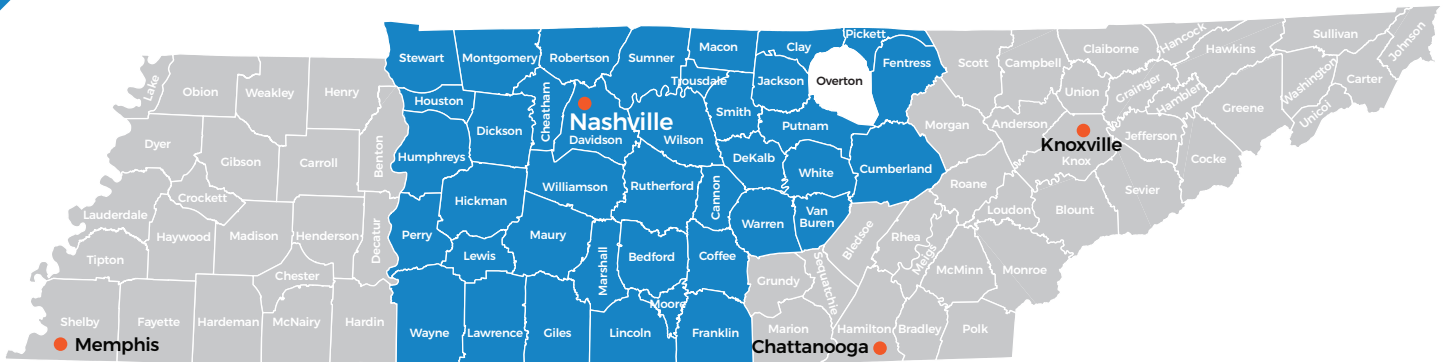 Stewart
Montgomery
Robertson
Sumner
Macon
Clay
Pickett
Fentress
Overton
Jackson
Trousdale
Smith
Putnam
Houston
Dickson
Cheatham
Nashville
Davidson
Wilson
Humphreys
DeKalb
White
Cumberland
Hickman
Williamson
Rutherford
Cannon
Warren
Van
Buren
Perry
Lewis
Maury
Marshall
Bedford
Coffee
Moore
Wayne
Lawrence
Giles
Lincoln
Franklin
Lake
Obion
Weakley
Henry
Dyer
Gibson
Carroll
Benton
Crockett
Lauderdale
Haywood
Madison
Henderson
Decatur
Tipton
Chester
Shelby
Fayette
Hardeman
McNairy
Hardin
Memphis
Scott
Campbell
Claiborne
Hancock
Hawkins
Sullivan
Johnson
Union
Grainger
Hamblen
Washington
Carter
Unicoi
Greene
Morgan
Anderson
Knoxville
Knox
Jefferson
Cocke
Sevier
Roane
Loudon
Blount
Bledsoe
Rhea
Meigs
McMinn
Monroe
Grundy
Sequatchie
Marion
Hamilton
Bradley
Polk
Chattanooga